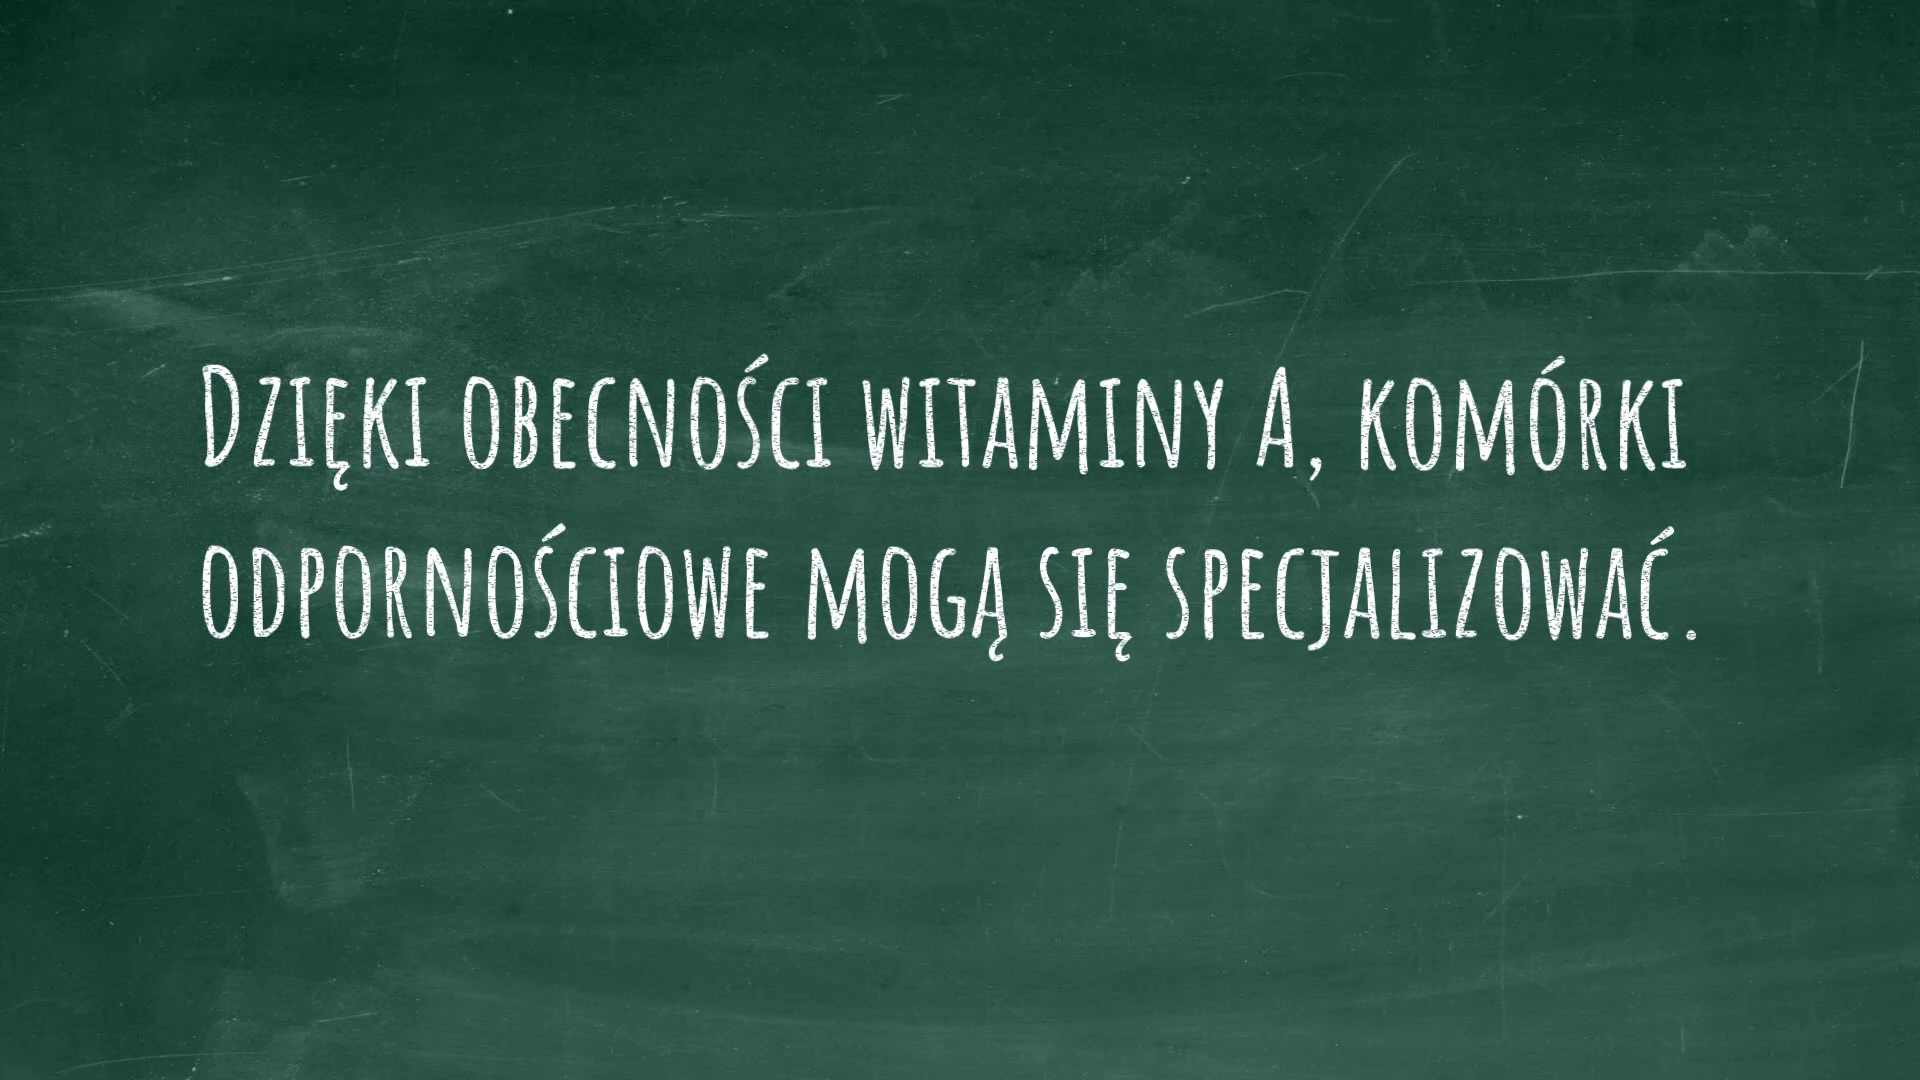 Dzięki obecności witaminy A, komórki
odpornościowe mogą się specjalizować.